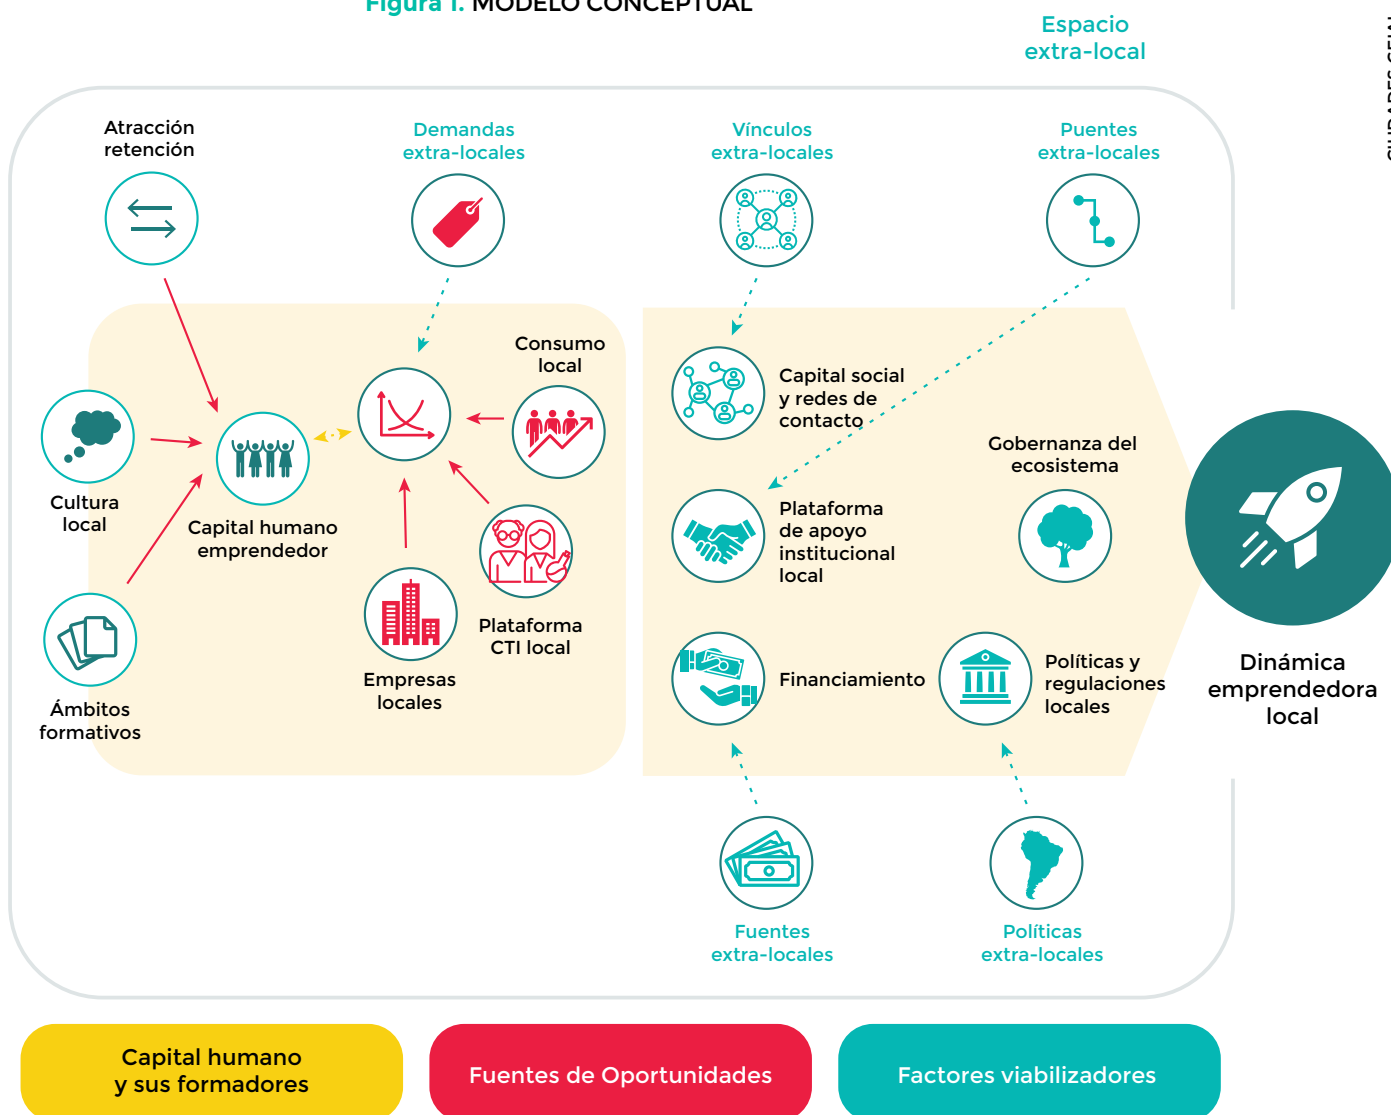 Figura 1. MODELO CONCEPTUAL
Espacio
extra-local
Atracción
retención
Demandas
extra-locales
Vínculos
extra-locales
Puentes
extra-locales
Consumo
local
Capital social
y redes de
contacto
Gobernanza del
ecosistema
Cultura
local
Capital humano
emprendedor
Plataforma
de apoyo
institucional
local
Plataforma
CTI local
Empresas
locales
Financiamiento
Políticas y
regulaciones
locales
Dinámica
emprendedora
local
Ámbitos
formativos
Fuentes
extra-locales
Políticas
extra-locales
Capital humano
y sus formadores
Fuentes de Oportunidades
Factores viabilizadores